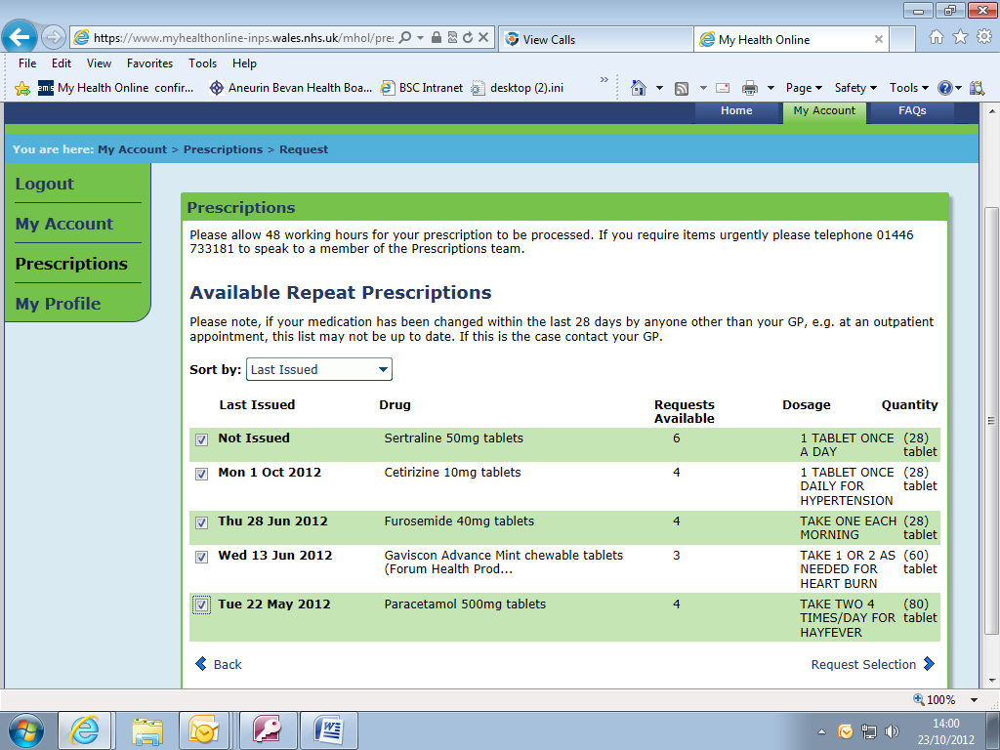 https://www.myhealthonline-inps.wales.nhs.uk/mhol/pre:
View Calls
My Health Online
File Edit View Favorites Tools Help
emis My Health Online confir... Aneurin Bevan Health Boa... BSC Intranet desktop (2).ini
Page Safety Tools
Home My Account FAQs
You are here: My Account > Prescriptions > Request
Logout
My Account
Prescriptions
My Profile
Prescriptions
Please allow 48 working hours for your prescription to be processed. If you require items urgently please telephone 01446
733181 to speak to a member of the Prescriptions team.
Available Repeat Prescriptions
Please note, if your medication has been changed within the last 28 days by anyone other than your GP, e.g. at an outpatient
appointment, this list may not be up to date. If this is the case contact your GP.
Sort by: Last Issued
Last Issued Drug Requests Dosage Quantity
Available
Not Issued Sertraline 50mg tablets 6 1 TABLET ONCE (28)
A DAY tablet
Mon 1 Oct 2012 Cetirizine 10mg tablets 4 1 TABLET ONCE (28)
DAILY FOR tablet
HYPERTENSION
Thu 28 Jun 2012 Furosemide 40mg tablets 4 TAKE ONE EACH (28)
MORNING tablet
Wed 13 Jun 2012 Gaviscon Advance Mint chewable tablets 3 TAKE 1 OR 2 AS (60)
(Forum Health Prod... NEEDED FOR tablet
HEART BURN
Tue 22 May 2012 Paracetamol 500mg tablets 4 TAKE TWO 4 (80)
TIMES/DAY FOR tablet
HAYFEVER
Back Request Selection
100%
14:00
23/10/2012